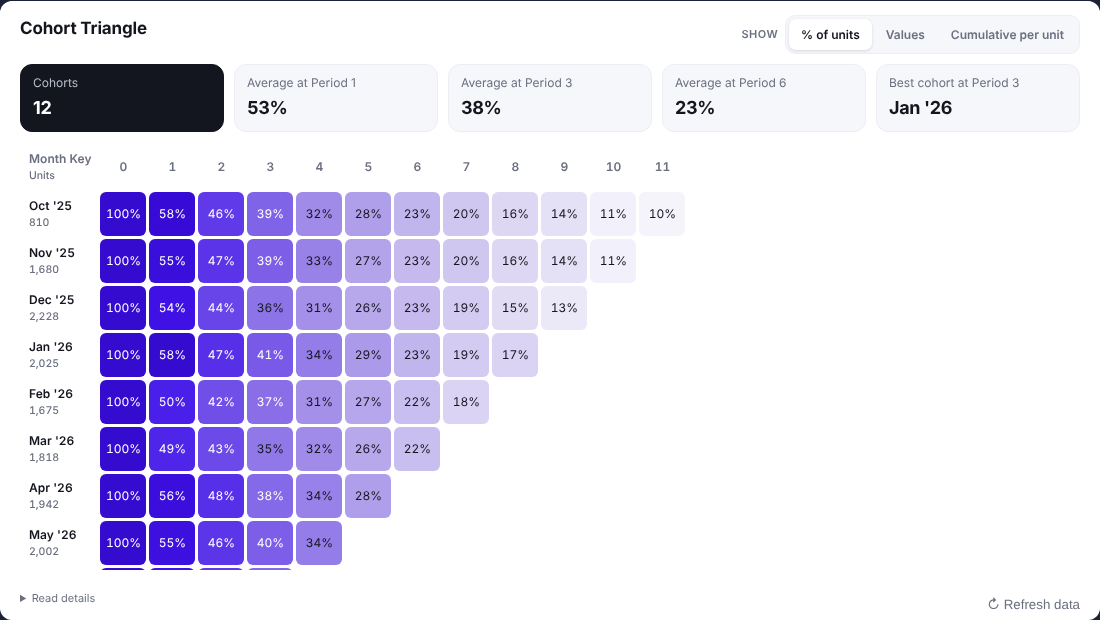 Cohort Triangle
SHOW % of units Values Cumulative per unit
Cohorts
12
Average at Period 1
53%
Average at Period 3
38%
Average at Period 6
23%
Best cohort at Period 3
Jan '26
Month Key
Units
0 1 2 3 4 5 6 7 8 9 10 11
Oct '25
810
100% 58% 46% 39% 32% 28% 23% 20% 16% 14% 11% 10%
Nov '25
1,680
100% 55% 47% 39% 33% 27% 23% 20% 16% 14% 11%
Dec '25
2,228
100% 54% 44% 36% 31% 26% 23% 19% 15% 13%
Jan '26
2,025
100% 58% 47% 41% 34% 29% 23% 19% 17%
Feb '26
1,675
100% 50% 42% 37% 31% 27% 22% 18%
Mar '26
1,818
100% 49% 43% 35% 32% 26% 22%
Apr '26
1,942
100% 56% 48% 38% 34% 28%
May '26
2,002
100% 55% 46% 40% 34%
Read details
Refresh data